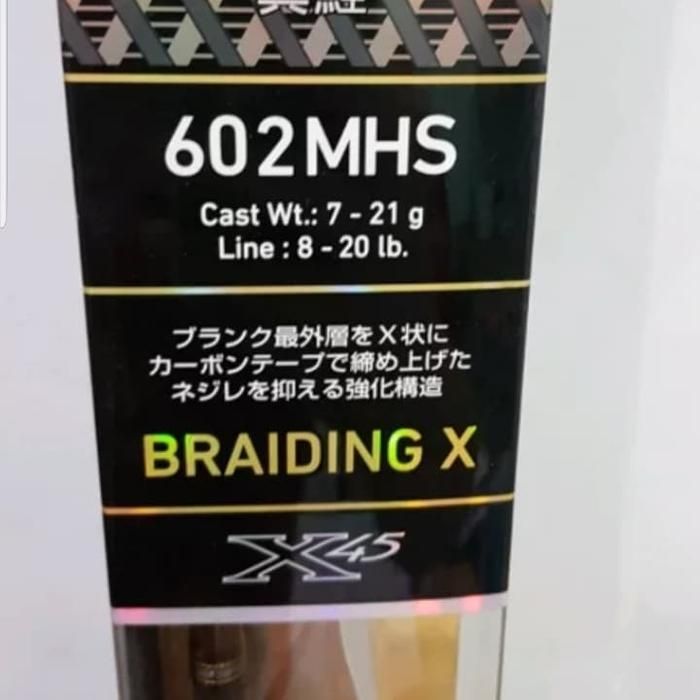 602MHS
Cast Wt.: 7 - 21 g
Line : 8 - 20 lb.
ブランク最外層をX状に
カーボンテープで締め上げた
ネジレを抑える強化構造
BRAIDING X
X45